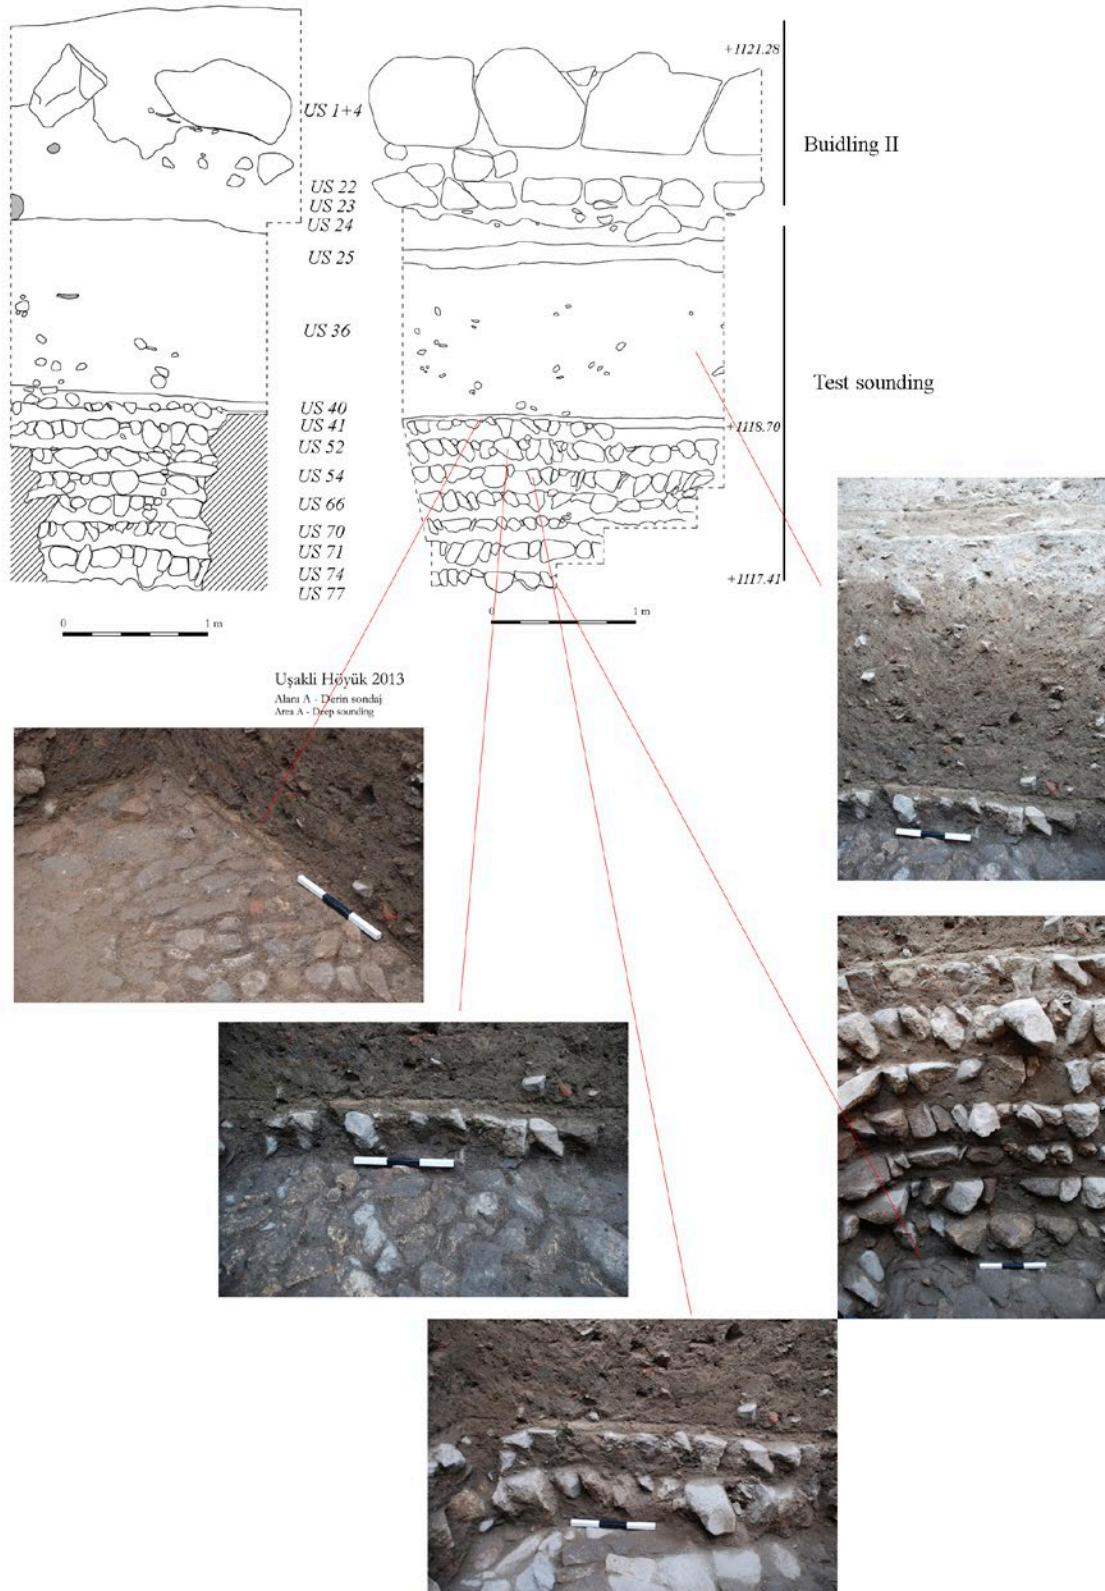 +1121.28
US 1+4
Buidling II
US 22
US 23
US 24
US 25
US 36
Test sounding
US 40
US 41
+1118.70
US 52
US 54
US 66
US 70
US 71
US 74
+1117.41
US 77
0 1 m
0 1 m
Uşakli Höyük 2013
Alanı A - Derin sondaj
Area A - Deep sounding